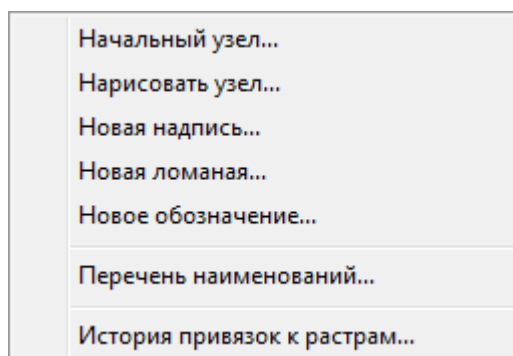 Начальный узел...
Нарисовать узел...
Новая надпись...
Новая ломаная...
Новое обозначение...
Перечень наименований...
История привязок к растрам...